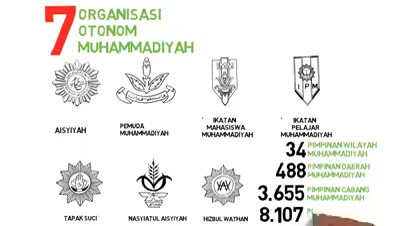 7 ORGANISASI
OTONOM
MUHAMMADIYAH
AISYIYAH
PEMUDA
MUHAMMADIYAH
IKATAN
MAHASISWA
MUHAMMADIYAH
IKATAN
PELAJAR
MUHAMMADIYAH
IPM
TAPAK SUCI
NASYIATUL AISYIYAH
HIZBUL WATHAN
34 PIMPINAN WILAYAH
MUHAMMADIYAH
488 PIMPINAN DAERAH
MUHAMMADIYAH
3.655 PIMPINAN CABANG
MUHAMMADIYAH
8.107